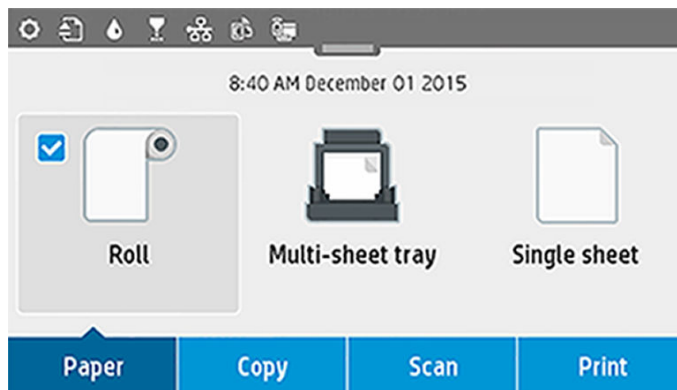 8:40 AM December 01 2015
Roll
Multi-sheet tray
Single sheet
Paper
Copy
Scan
Print